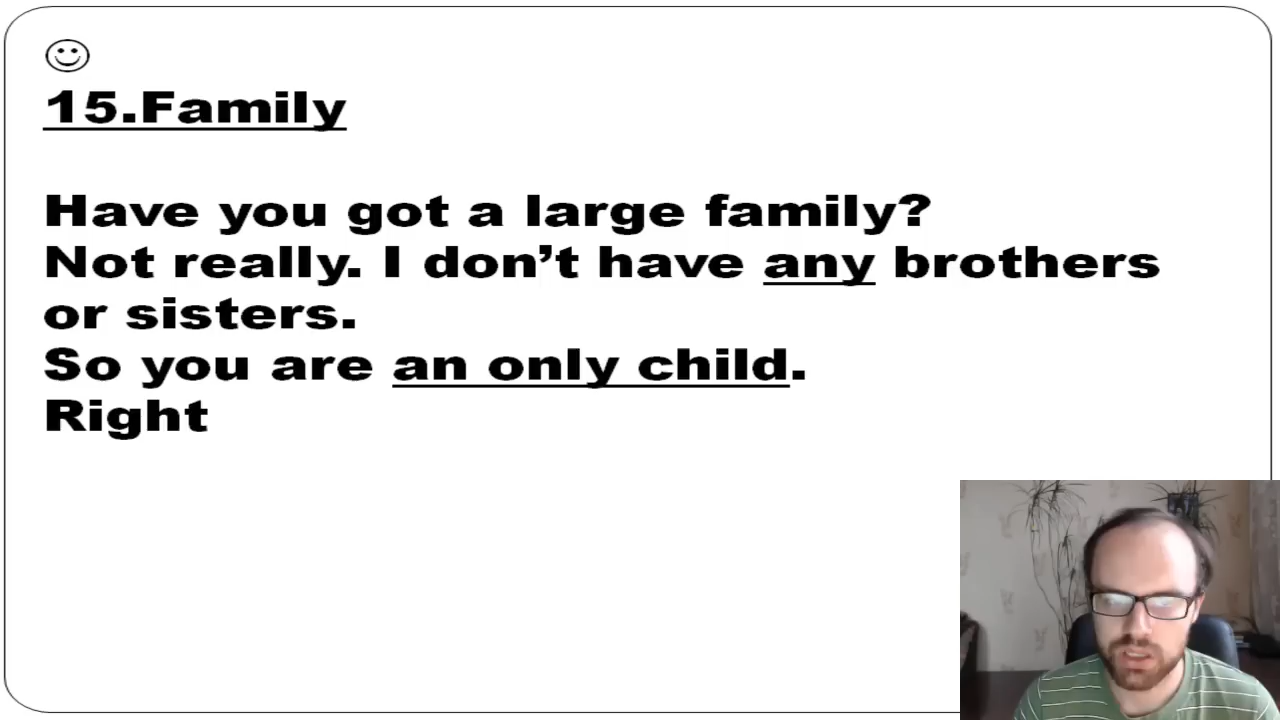 15.Family
Have you got a large family?
Not really. I don’t have any brothers
or sisters.
So you are an only child.
Right